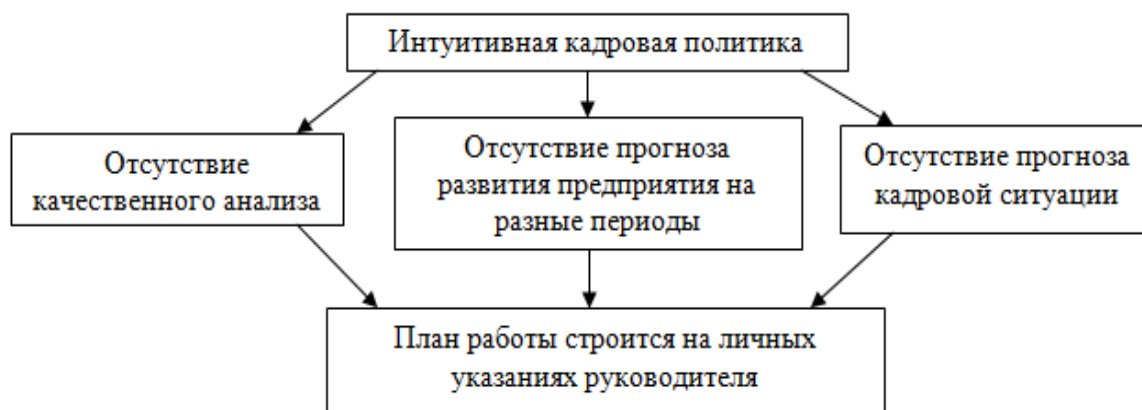 Интуитивная кадровая политика
Отсутствие
качественного анализа
Отсутствие прогноза
развития предприятия на
разные периоды
Отсутствие прогноза
кадровой ситуации
План работы строится на личных
указаниях руководителя